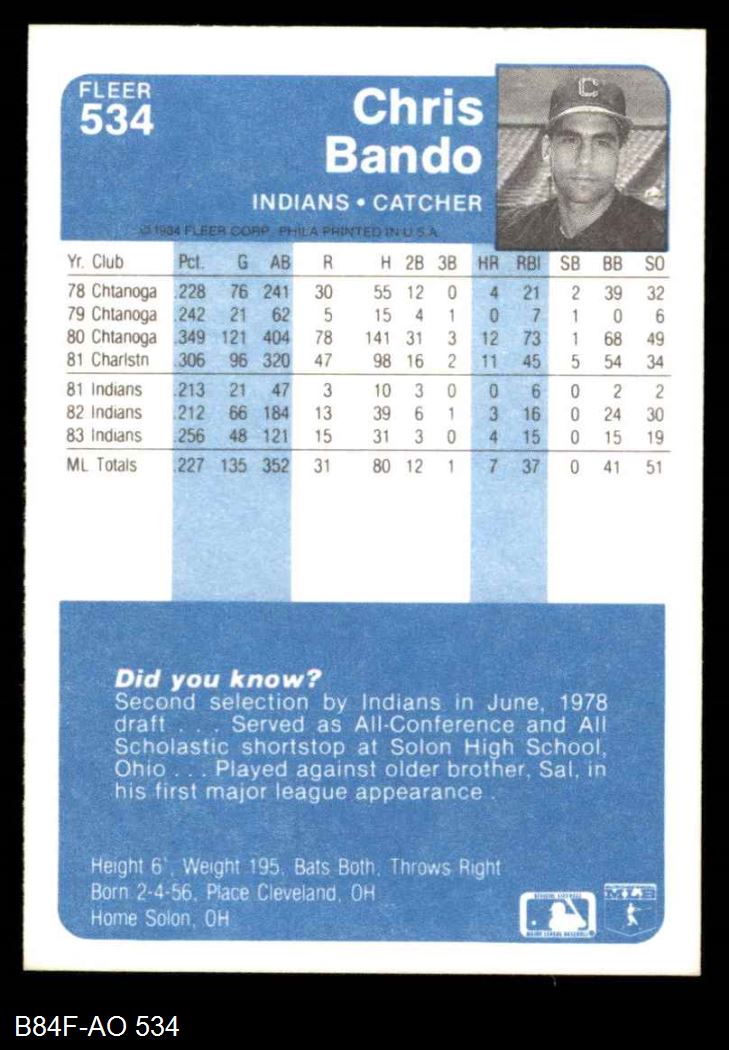 FLEER
534
C
Chris
Bando
INDIANS • CATCHER
© 1984 FLEER CORP. PHILA PRINTED IN U.S.A.
Yr. Club Pct. G AB R H 2B 3B HR RBI SB BB SO
78 Chtanoga .228 76 241 30 55 12 0 4 21 2 39 32
79 Chtanoga .242 21 62 5 15 4 1 0 7 1 0 6
80 Chtanoga .349 121 404 78 141 31 3 12 73 1 68 49
81 Charlstn .306 96 320 47 98 16 2 11 45 5 54 34
81 Indians .213 21 47 3 10 3 0 0 6 0 2 2
82 Indians .212 66 184 13 39 6 1 3 16 0 24 30
83 Indians .256 48 121 15 31 3 0 4 15 0 15 19
ML Totals .227 135 352 31 80 12 1 7 37 0 41 51
Did you know?
Second selection by Indians in June, 1978
draft . . . Served as All-Conference and All
Scholastic shortstop at Solon High School,
Ohio . . . Played against older brother, Sal, in
his first major league appearance .
Height 6', Weight 195, Bats Both, Throws Right
Born 2-4-56, Place Cleveland, OH
Home Solon, OH
MAJOR LEAGUE BASEBALL
B84F-AO 534